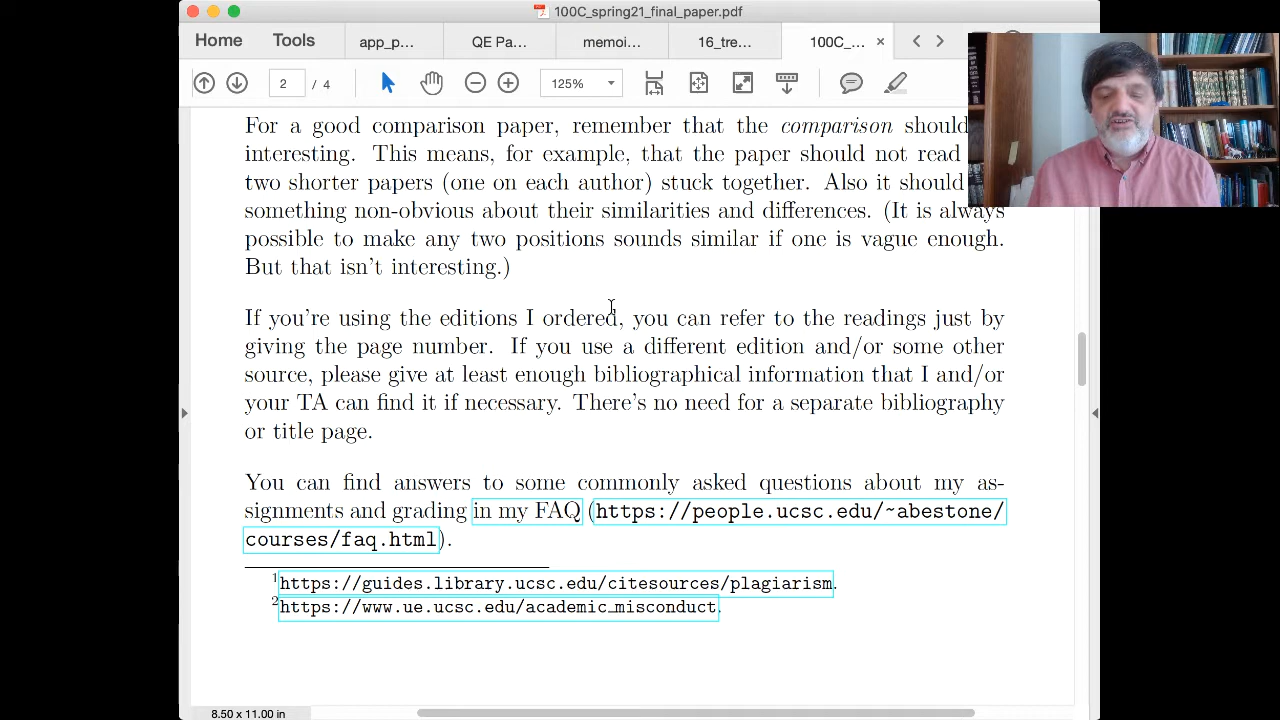 100C_spring21_final_paper.pdf
Home Tools app_p... QE Pa... memoi... 16_tre... 100C_...
2 / 4 125%
For a good comparison paper, remember that the comparison should
interesting. This means, for example, that the paper should not read
two shorter papers (one on each author) stuck together. Also it should
something non-obvious about their similarities and differences. (It is always
possible to make any two positions sounds similar if one is vague enough.
But that isn't interesting.)
If you're using the editions I ordered, you can refer to the readings just by
giving the page number. If you use a different edition and/or some other
source, please give at least enough bibliographical information that I and/or
your TA can find it if necessary. There's no need for a separate bibliography
or title page.
You can find answers to some commonly asked questions about my as-
signments and grading in my FAQ (https://people.ucsc.edu/~abestone/
courses/faq.html).
1 https://guides.library.ucsc.edu/citesources/plagiarism.
2 https://www.ue.ucsc.edu/academic_misconduct.
8.50 x 11.00 in